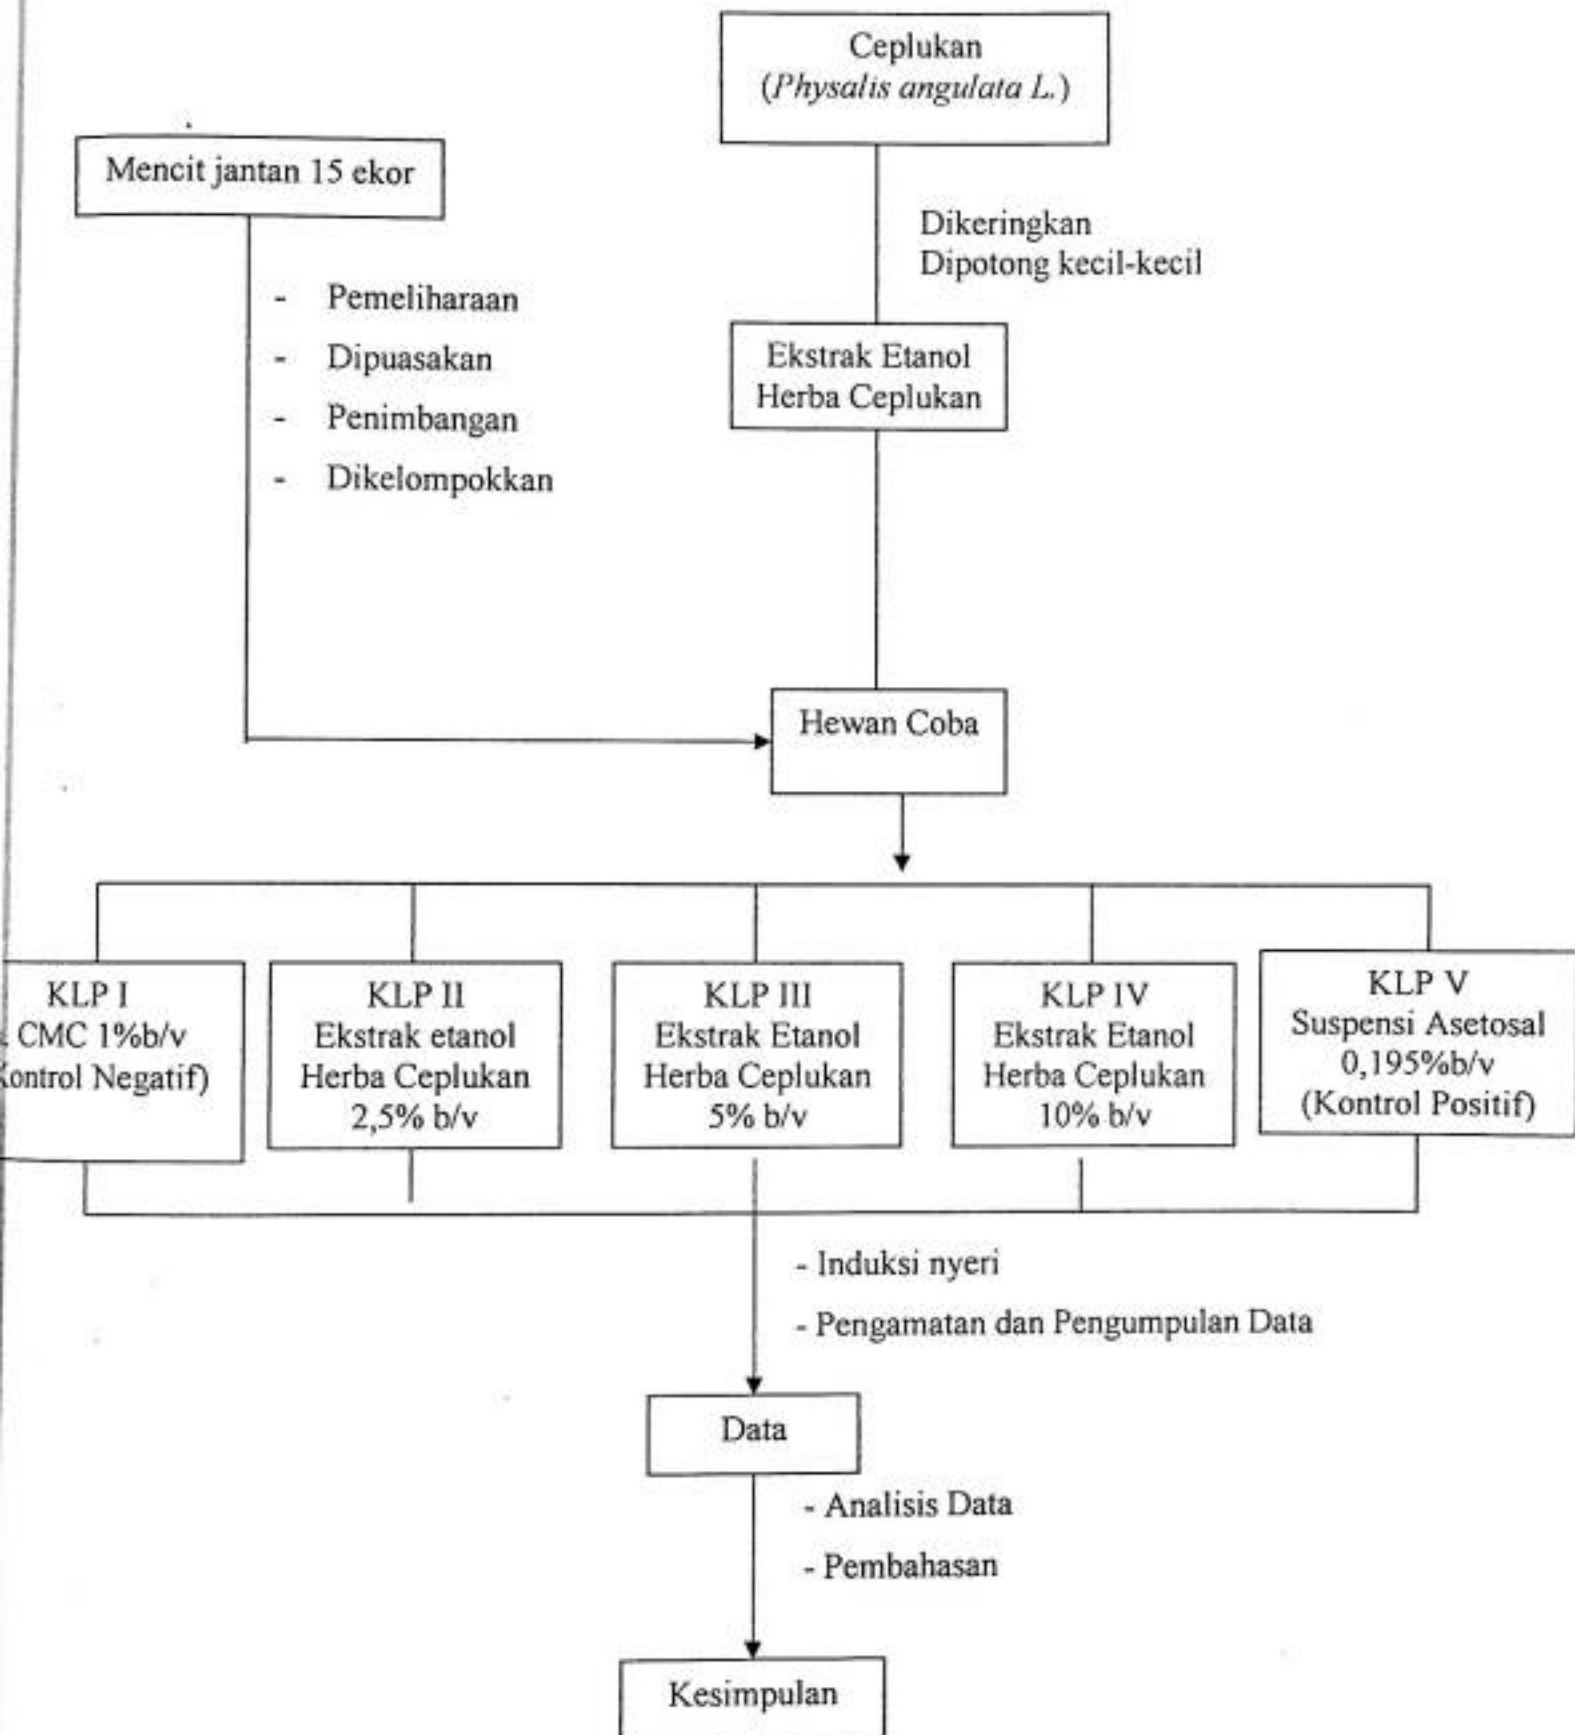 Ceplukan
(Physalis angulata L.)
Mencit jantan 15 ekor
Dikeringkan
Dipotong kecil-kecil
- Pemeliharaan
- Dipuasakan
- Penimbangan
- Dikelompokkan
Ekstrak Etanol
Herba Ceplukan
Hewan Coba
KLP I
CMC 1%b/v
Kontrol Negatif)
KLP II
Ekstrak etanol
Herba Ceplukan
2,5% b/v
KLP III
Ekstrak Etanol
Herba Ceplukan
5% b/v
KLP IV
Ekstrak Etanol
Herba Ceplukan
10% b/v
KLP V
Suspensi Asetosal
0,195%b/v
(Kontrol Positif)
- Induksi nyeri
- Pengamatan dan Pengumpulan Data
Data
- Analisis Data
- Pembahasan
Kesimpulan